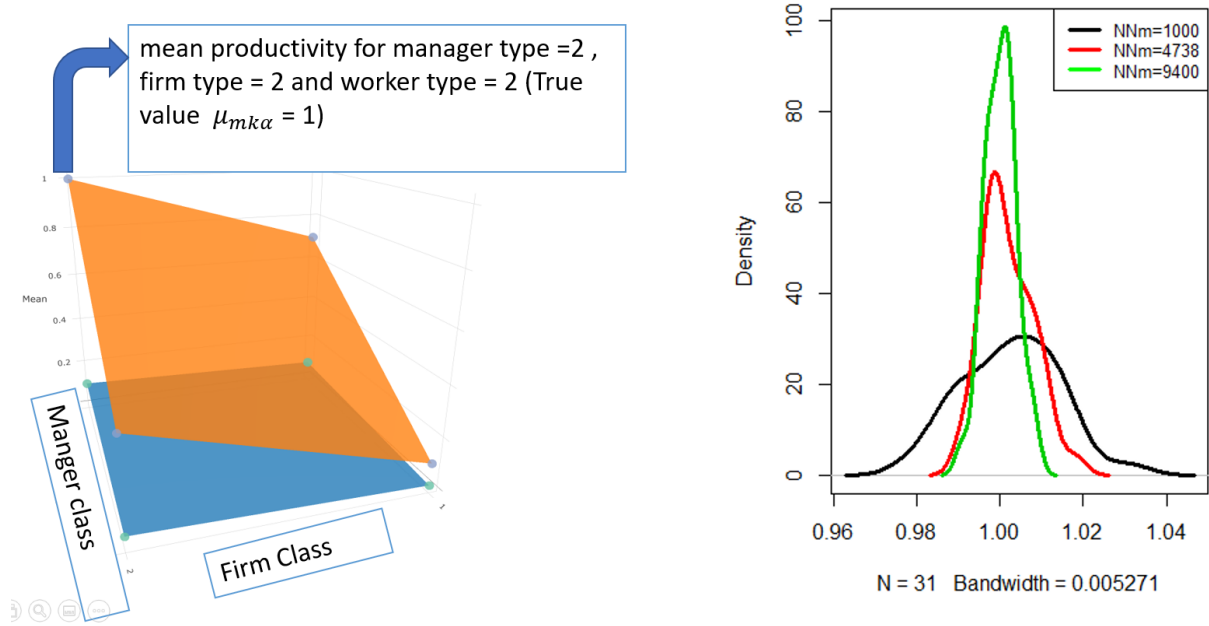 mean productivity for manager type =2 ,
firm type = 2 and worker type = 2 (True
value μ_mkα = 1)
1
0.8
0.6
Mean
0.4
0.2
Manger class
Firm Class
2
1
NNm=1000
NNm=4738
NNm=9400
Density
100
80
60
40
20
0
0.96 0.98 1.00 1.02 1.04
N = 31 Bandwidth = 0.005271